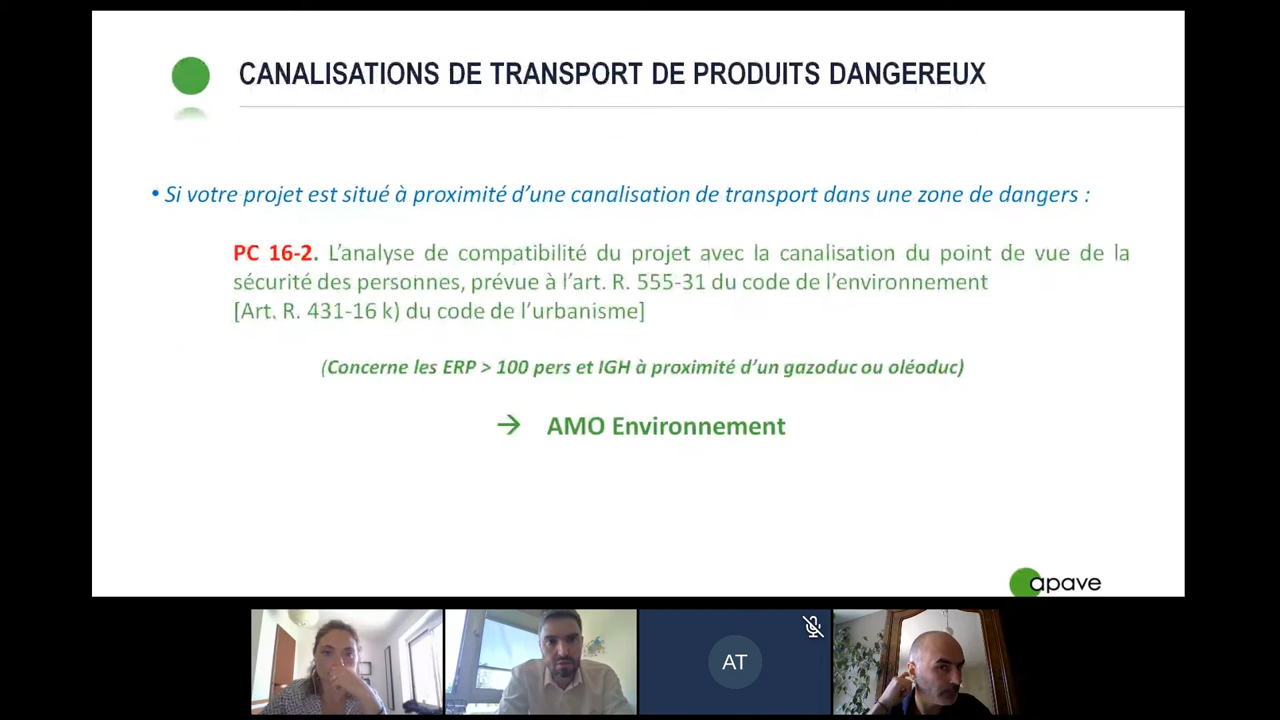 CANALISATIONS DE TRANSPORT DE PRODUITS DANGEREUX
• Si votre projet est situé à proximité d’une canalisation de transport dans une zone de dangers :
PC 16-2. L’analyse de compatibilité du projet avec la canalisation du point de vue de la
sécurité des personnes, prévue à l’art. R. 555-31 du code de l’environnement
[Art. R. 431-16 k) du code de l’urbanisme]
(Concerne les ERP > 100 pers et IGH à proximité d’un gazoduc ou oléoduc)
→ AMO Environnement
apave
AT